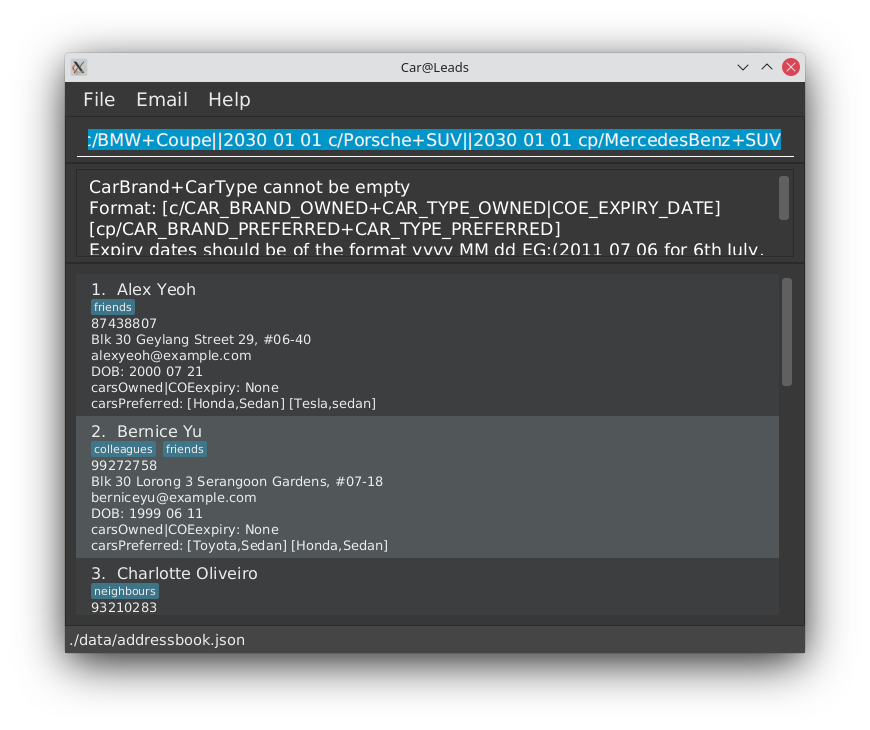 Car@Leads
File Email Help
c/BMW+Coupe||2030 01 01 c/Porsche+SUV||2030 01 01 cp/MercedesBenz+SUV
CarBrand+CarType cannot be empty
Format: [c/CAR_BRAND_OWNED+CAR_TYPE_OWNED|COE_EXPIRY_DATE]
[cp/CAR_BRAND_PREFERRED+CAR_TYPE_PREFERRED]
Expiry dates should be of the format yyyy MM dd EG:(2011 07 06 for 6th July,
1. Alex Yeoh
friends
87438807
Blk 30 Geylang Street 29, #06-40
alexyeoh@example.com
DOB: 2000 07 21
carsOwned|COEexpiry: None
carsPreferred: [Honda,Sedan] [Tesla,sedan]
2. Bernice Yu
colleagues friends
99272758
Blk 30 Lorong 3 Serangoon Gardens, #07-18
berniceyu@example.com
DOB: 1999 06 11
carsOwned|COEexpiry: None
carsPreferred: [Toyota,Sedan] [Honda,Sedan]
3. Charlotte Oliveiro
neighbours
93210283
./data/addressbook.json